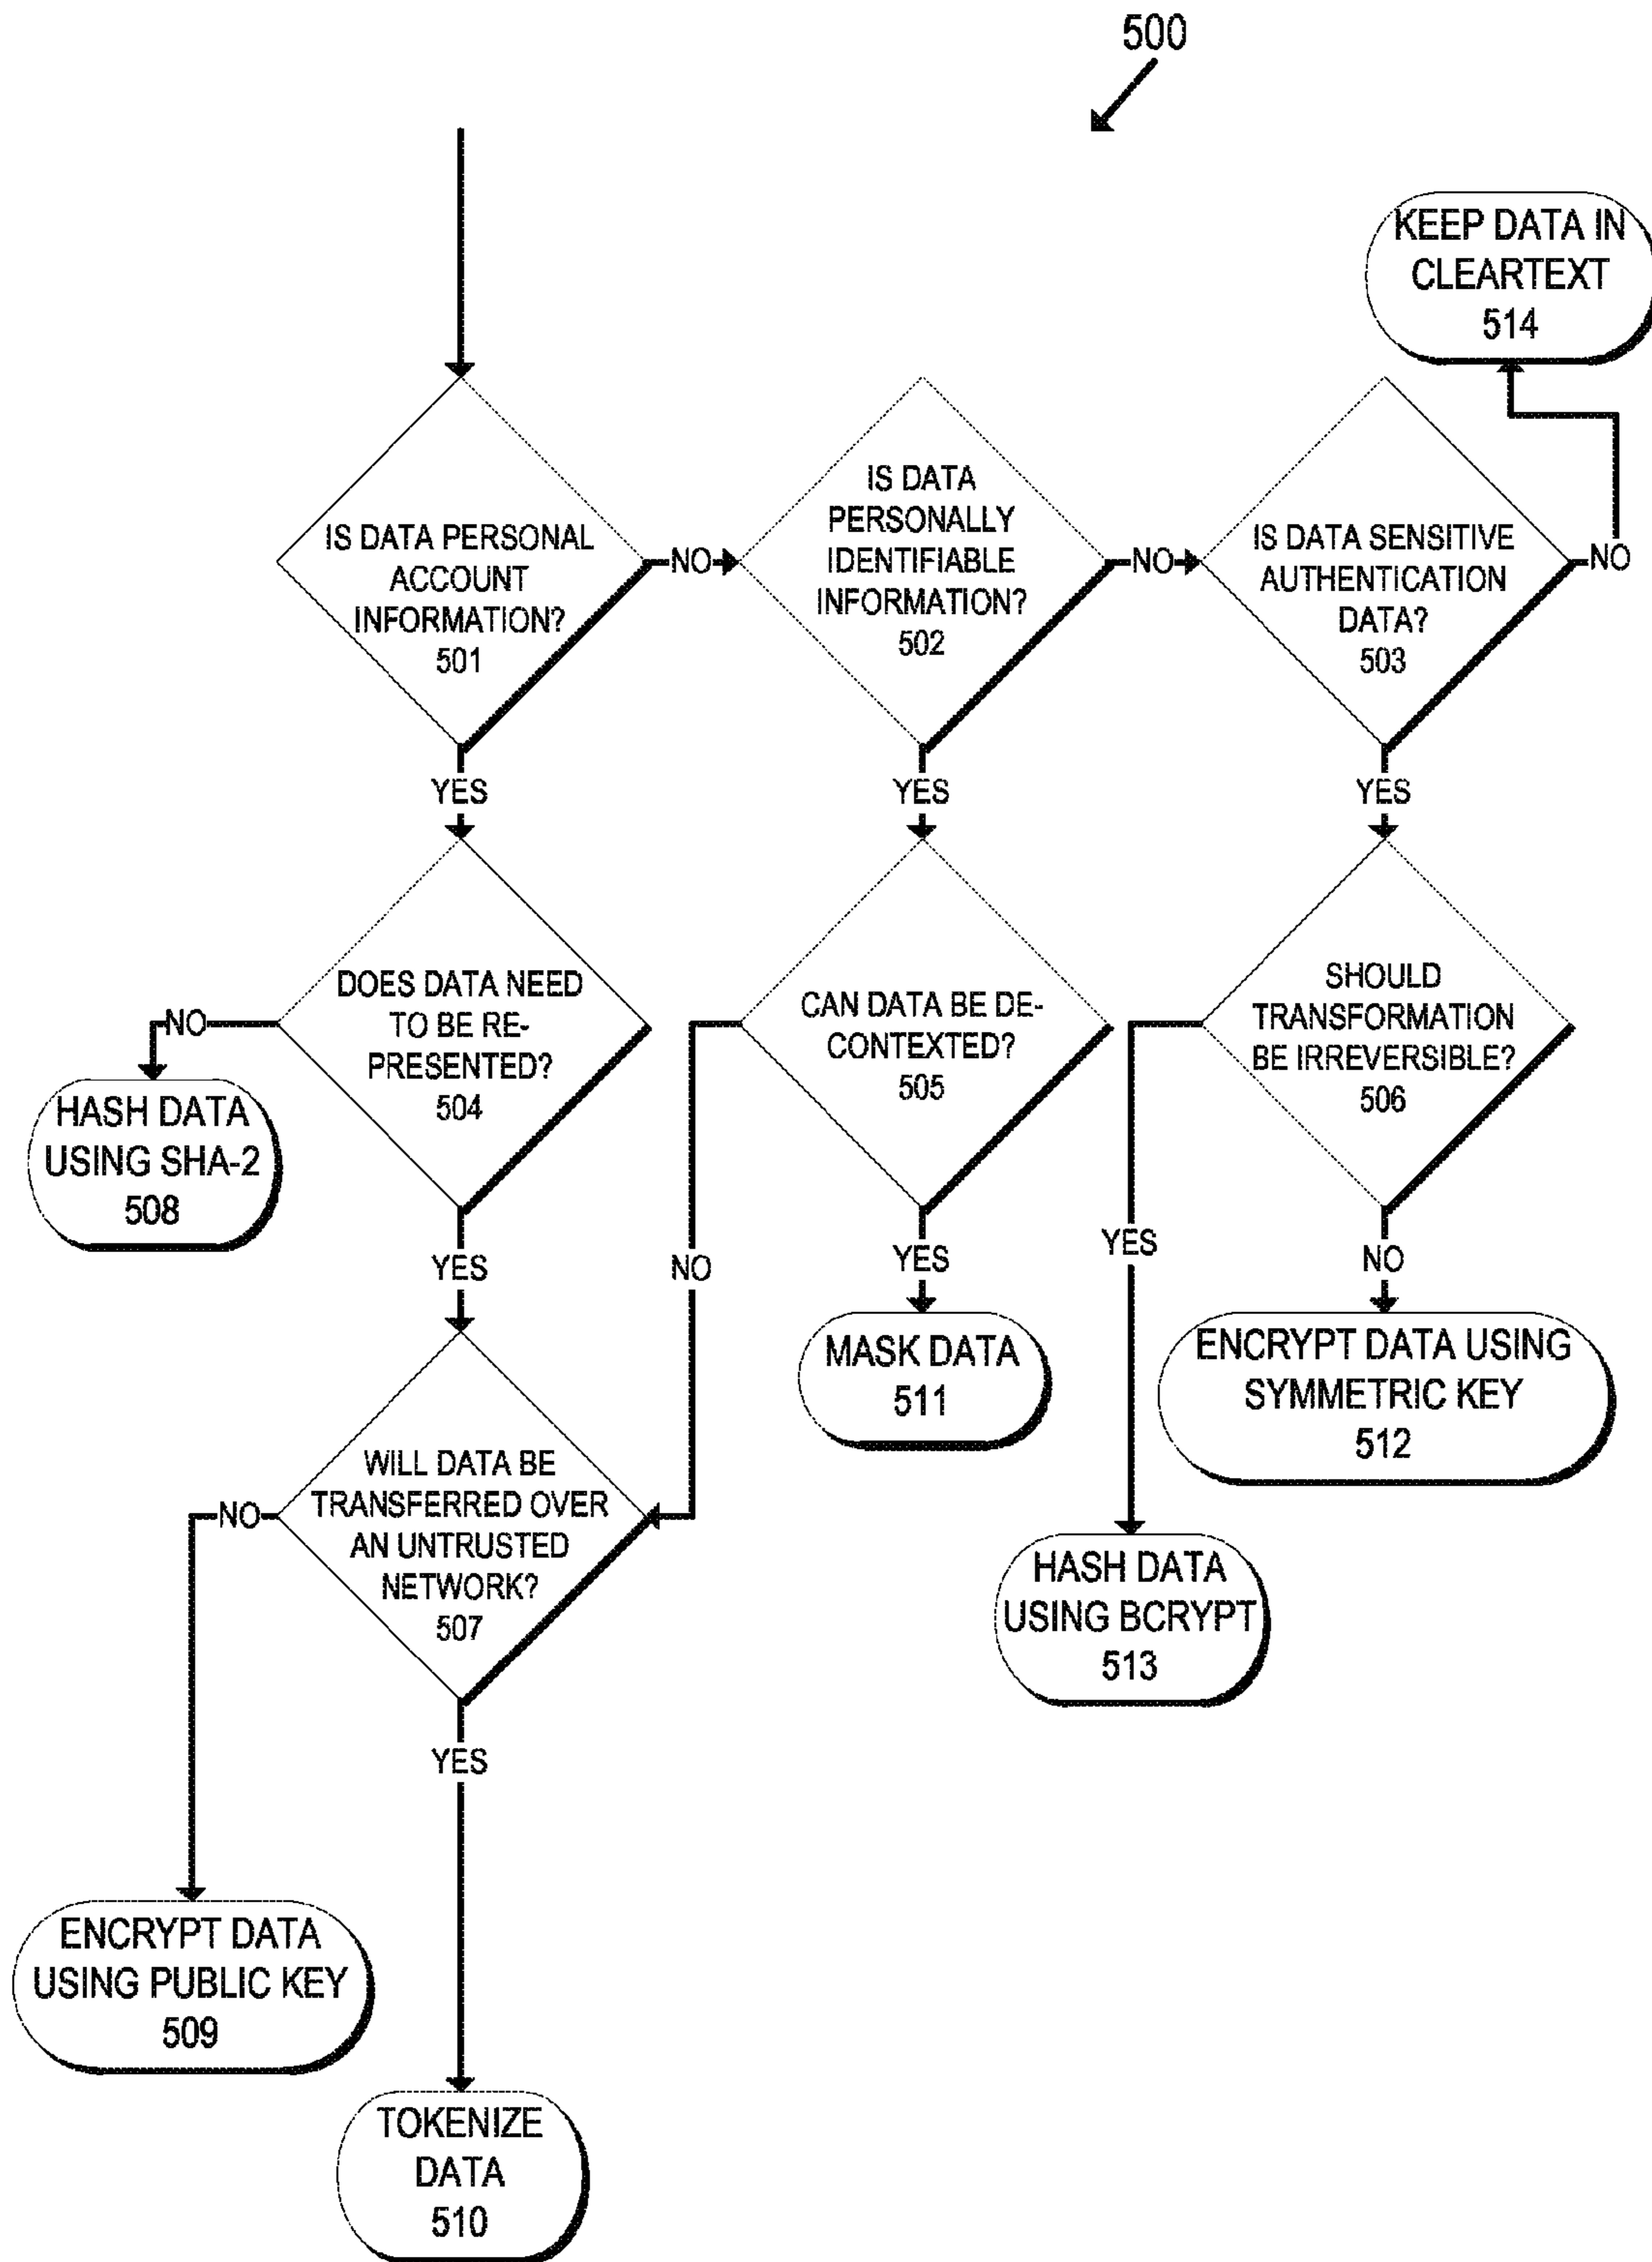 500
KEEP DATA IN
CLEARTEXT
514
IS DATA PERSONAL
ACCOUNT
INFORMATION?
501
NO
IS DATA
PERSONALLY
IDENTIFIABLE
INFORMATION?
502
NO
IS DATA SENSITIVE
AUTHENTICATION
DATA?
503
NO
YES
YES
YES
DOES DATA NEED
TO BE RE-
PRESENTED?
504
NO
HASH DATA
USING SHA-2
508
CAN DATA BE DE-
CONTEXTED?
505
SHOULD
TRANSFORMATION
BE IRREVERSIBLE?
506
YES
NO
YES
YES
NO
MASK DATA
511
ENCRYPT DATA USING
SYMMETRIC KEY
512
WILL DATA BE
TRANSFERRED OVER
AN UNTRUSTED
NETWORK?
507
NO
HASH DATA
USING BCRYPT
513
YES
ENCRYPT DATA
USING PUBLIC KEY
509
TOKENIZE
DATA
510